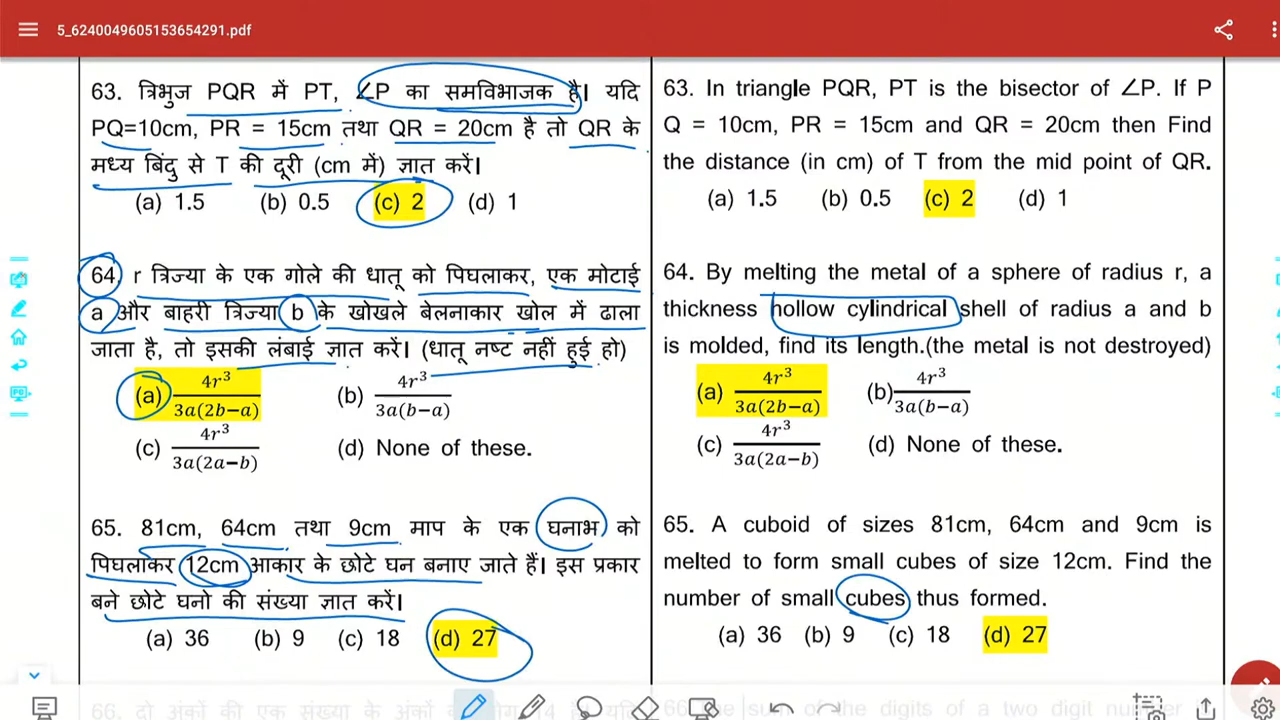 5_6240049605153654291.pdf
63. त्रिभुज PQR में PT, ∠P का समविभाजक है। यदि
PQ=10cm, PR = 15cm तथा QR = 20cm है तो QR के
मध्य बिंदु से T की दूरी (cm में) ज्ञात करें।
(a) 1.5 (b) 0.5 (c) 2 (d) 1
64. r त्रिज्या के एक गोले की धातू को पिघलाकर, एक मोटाई
a और बाहरी त्रिज्या b के खोखले बेलनाकार खोल में ढाला
जाता है, तो इसकी लंबाई ज्ञात करें। (धातू नष्ट नहीं हुई हो)
(a) 4r³/3a(2b−a) (b) 4r³/3a(b−a)
(c) 4r³/3a(2a−b) (d) None of these.
65. 81cm, 64cm तथा 9cm माप के एक घनाभ को
पिघलाकर 12cm आकार के छोटे घन बनाए जाते हैं। इस प्रकार
बने छोटे घनो की संख्या ज्ञात करें।
(a) 36 (b) 9 (c) 18 (d) 27
63. In triangle PQR, PT is the bisector of ∠P. If P
Q = 10cm, PR = 15cm and QR = 20cm then Find
the distance (in cm) of T from the mid point of QR.
(a) 1.5 (b) 0.5 (c) 2 (d) 1
64. By melting the metal of a sphere of radius r, a
thickness hollow cylindrical shell of radius a and b
is molded, find its length.(the metal is not destroyed)
(a) 4r³/3a(2b−a) (b) 4r³/3a(b−a)
(c) 4r³/3a(2a−b) (d) None of these.
65. A cuboid of sizes 81cm, 64cm and 9cm is
melted to form small cubes of size 12cm. Find the
number of small cubes thus formed.
(a) 36 (b) 9 (c) 18 (d) 27